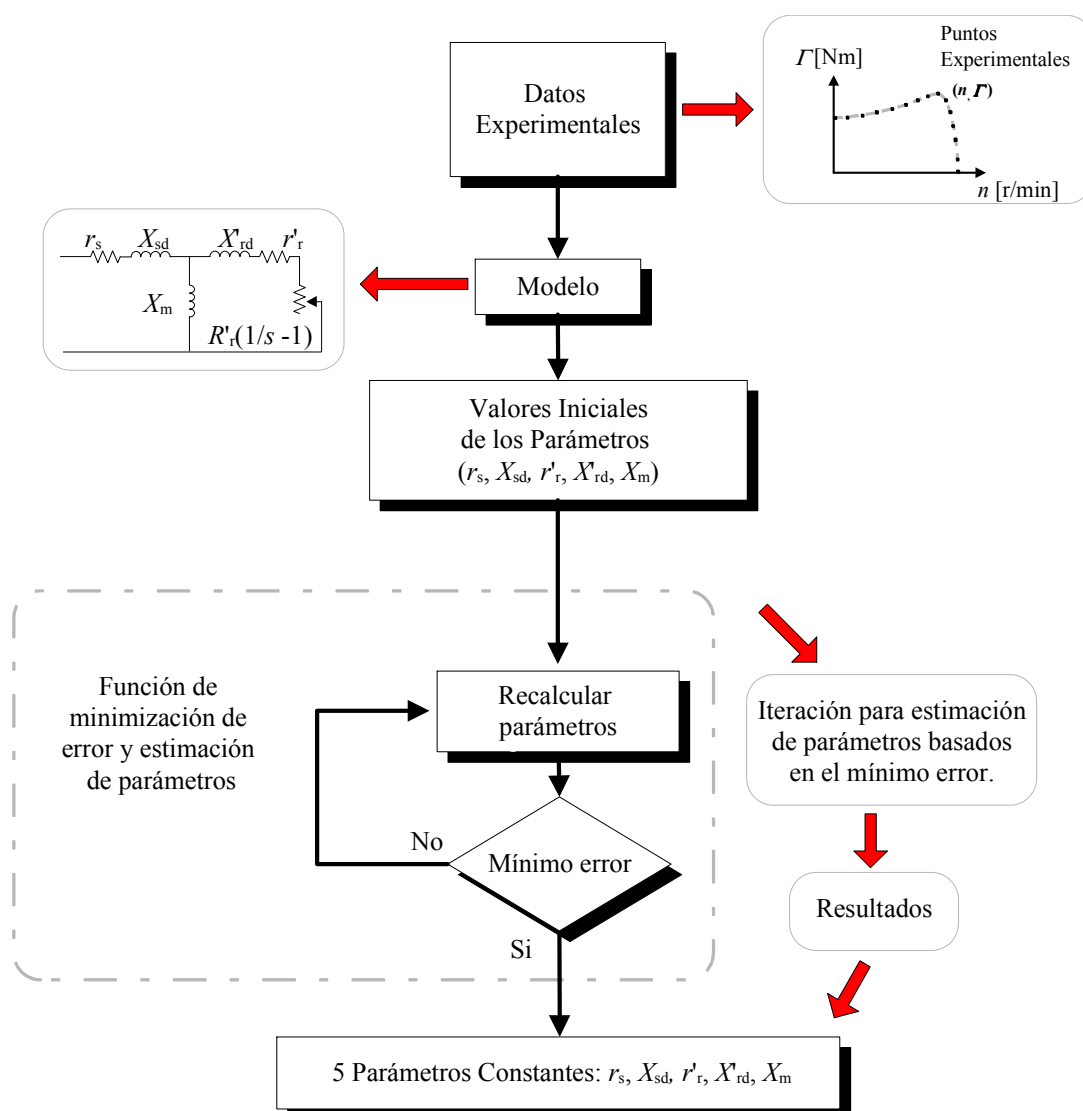 Datos
Experimentales
Γ [Nm]
Puntos
Experimentales
(n, Γ)
n [r/min]
rs Xsd X'rd r'r
Xm
R'r(1/s -1)
Modelo
Valores Iniciales
de los Parámetros
(rs, Xsd, r'r, X'rd, Xm)
Función de
minimización de
error y estimación
de parámetros
Recalcular
parámetros
No
Mínimo error
Si
Iteración para estimación
de parámetros basados
en el mínimo error.
Resultados
5 Parámetros Constantes: rs, Xsd, r'r, X'rd, Xm